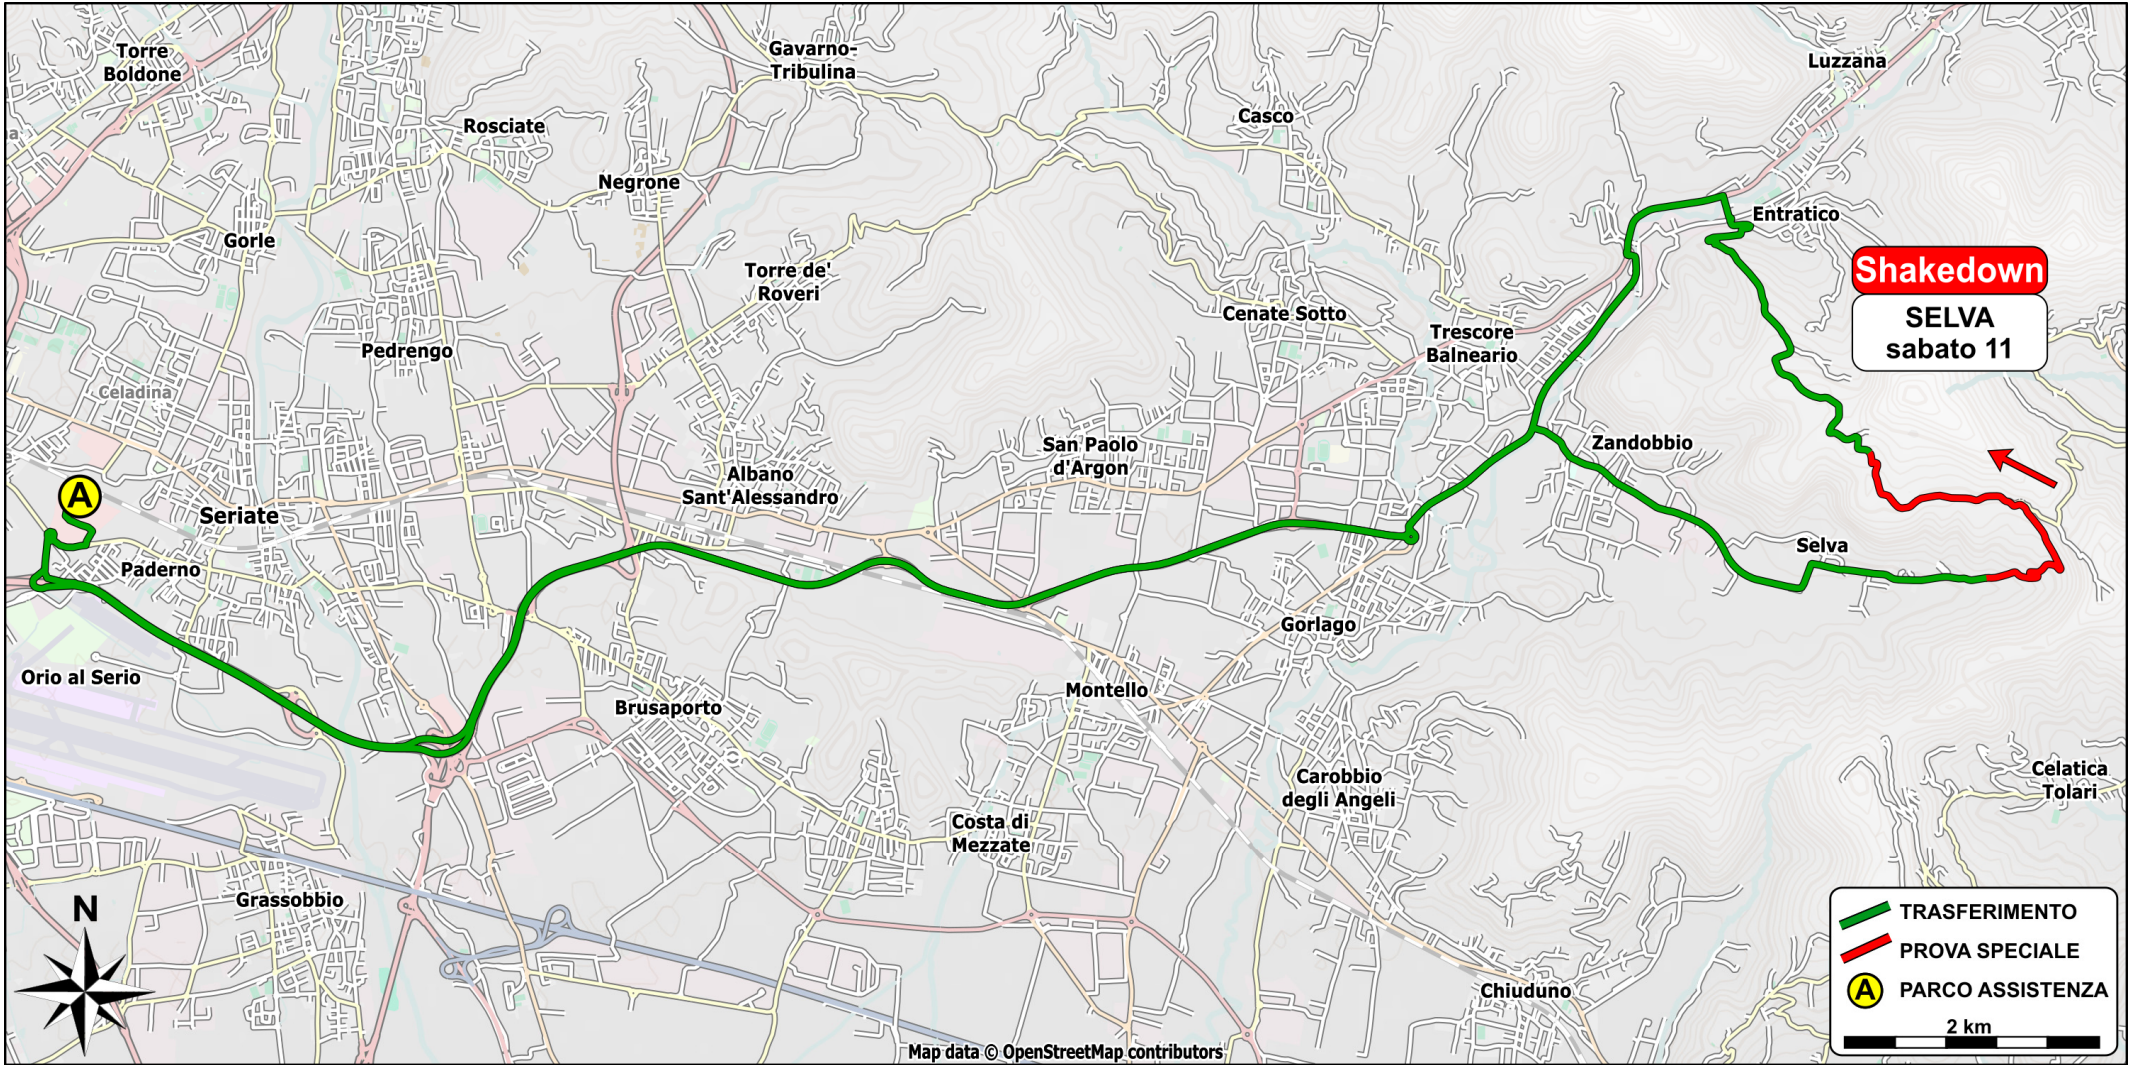 Torre
Boldone
Gavarno-
Tribulina
Luzzana
Rosciate
Casco
Negrone
Entratico
Gorle
Shakedown
SELVA
sabato 11
Torre de'
Roveri
Cenate Sotto
Trescore
Balneario
Pedrengo
Celadina
San Paolo
d'Argon
Zandobbio
Albano
Sant'Alessandro
A
Seriate
Selva
Paderno
Gorlago
Orio al Serio
Montello
Brusaporto
Carobbio
degli Angeli
Celatica
Tolari
Costa di
Mezzate
Grassobbio
N
Chiuduno
TRASFERIMENTO
PROVA SPECIALE
A PARCO ASSISTENZA
2 km
Map data © OpenStreetMap contributors